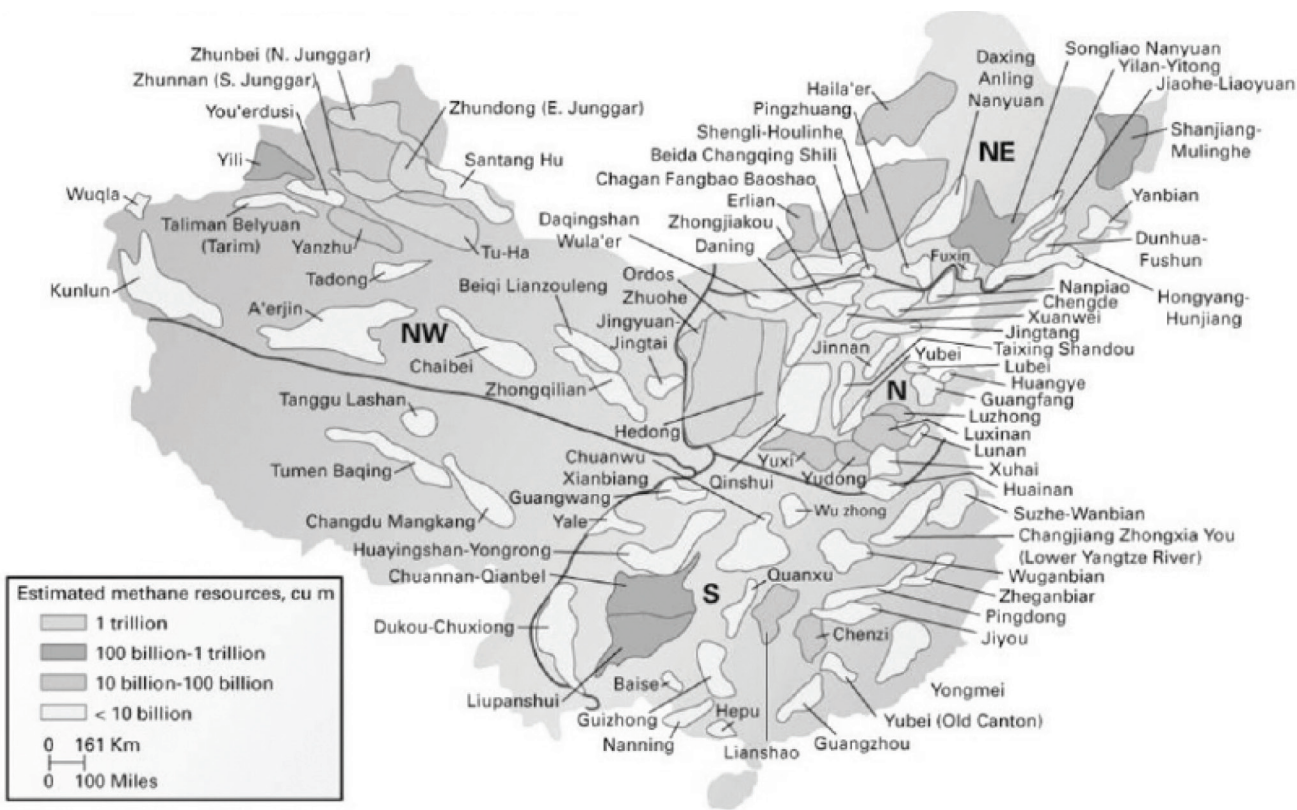 Zhunbei (N. Junggar)
Zhunnan (S. Junggar)
You'erdusi
Yili
Wuqla
Taliman Belyuan
(Tarim)
Yanzhu
Kunlun
Zhundong (E. Junggar)
Santang Hu
Tu-Ha
Tadong
A'erjin
NW
Chaibei
Beiqi Lianzouleng
Zhongqilian
Jingyuan-
Jingtai
Tanggu Lashan
Tumen Baqing
Changdu Mangkang
Haila'er
Pingzhuang
Shengli-Houlinhe
Beida Changqing Shili
Chagan Fangbao Baoshao
Erlian
Zhongjiakou
Daning
Daqingshan
Wula'er
Ordos
Zhuohe
Daxing
Anling
Nanyuan
NE
Songliao Nanyuan
Yilan-Yitong
Jiaohe-Liaoyuan
Shanjiang-
Mulinghe
Yanbian
Dunhua-
Fushun
Hongyang-
Hunjiang
Fuxin
Nanpiao
Chengde
Xuanwei
Jingtang
Taixing Shandou
Yubei
Lubei
Huangye
Guangfang
Luzhong
Luxinan
Lunan
Xuhai
Huainan
Jinnan
N
Hedong
Qinshui
Yuxi
Yudong
Chuanwu
Xianbiang
Guangwang
Yale
Huayingshan-Yongrong
Chuannan-Qianbel
Dukou-Chuxiong
Liupanshui
Wu zhong
Suzhe-Wanbian
Changjiang Zhongxia You
(Lower Yangtze River)
Wuganbian
Zheganbiar
Pingdong
Jiyou
Quanxu
S
Chenzi
Baise
Guizhong
Nanning
Hepu
Lianshao
Guangzhou
Yubei (Old Canton)
Yongmei
Estimated methane resources, cu m
1 trillion
100 billion-1 trillion
10 billion-100 billion
< 10 billion
0 161 Km
0 100 Miles